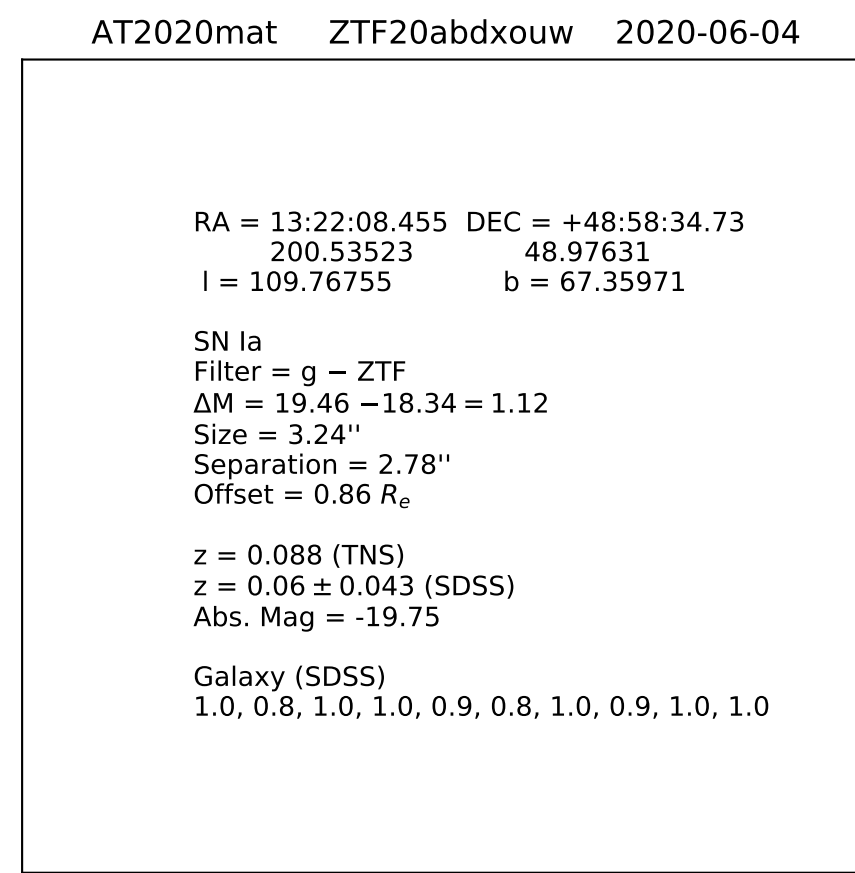 AT2020mat ZTF20abdxouw 2020-06-04
RA = 13:22:08.455 DEC = +48:58:34.73
200.53523 48.97631
l = 109.76755 b = 67.35971
SN Ia
Filter = g − ZTF
ΔM = 19.46 −18.34 = 1.12
Size = 3.24''
Separation = 2.78''
Offset = 0.86 Re
z = 0.088 (TNS)
z = 0.06 ± 0.043 (SDSS)
Abs. Mag = -19.75
Galaxy (SDSS)
1.0, 0.8, 1.0, 1.0, 0.9, 0.8, 1.0, 0.9, 1.0, 1.0